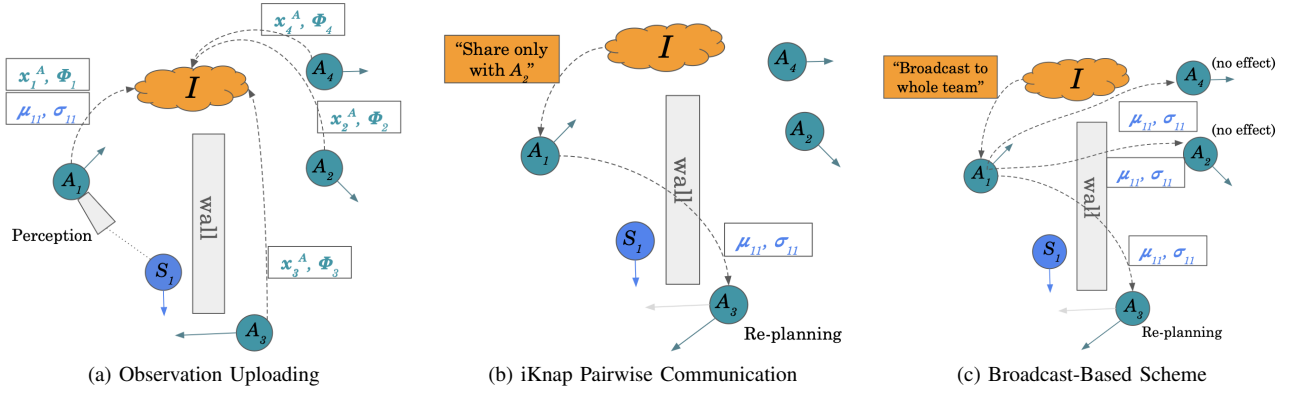 x₄ᴬ, Φ₄
x₁ᴬ, Φ₁
μ₁₁, σ₁₁
I
A₄
x₂ᴬ, Φ₂
A₁
A₂
wall
Perception
S₁
x₃ᴬ, Φ₃
A₃
(a) Observation Uploading
“Share only
with A₂”
I
A₄
A₁
A₂
wall
S₁
μ₁₁, σ₁₁
A₃
Re-planning
(b) iKnap Pairwise Communication
“Broadcast to
whole team”
I
(no effect)
A₄
μ₁₁, σ₁₁
(no effect)
A₁
A₂
μ₁₁, σ₁₁
wall
S₁
μ₁₁, σ₁₁
A₃
Re-planning
(c) Broadcast-Based Scheme